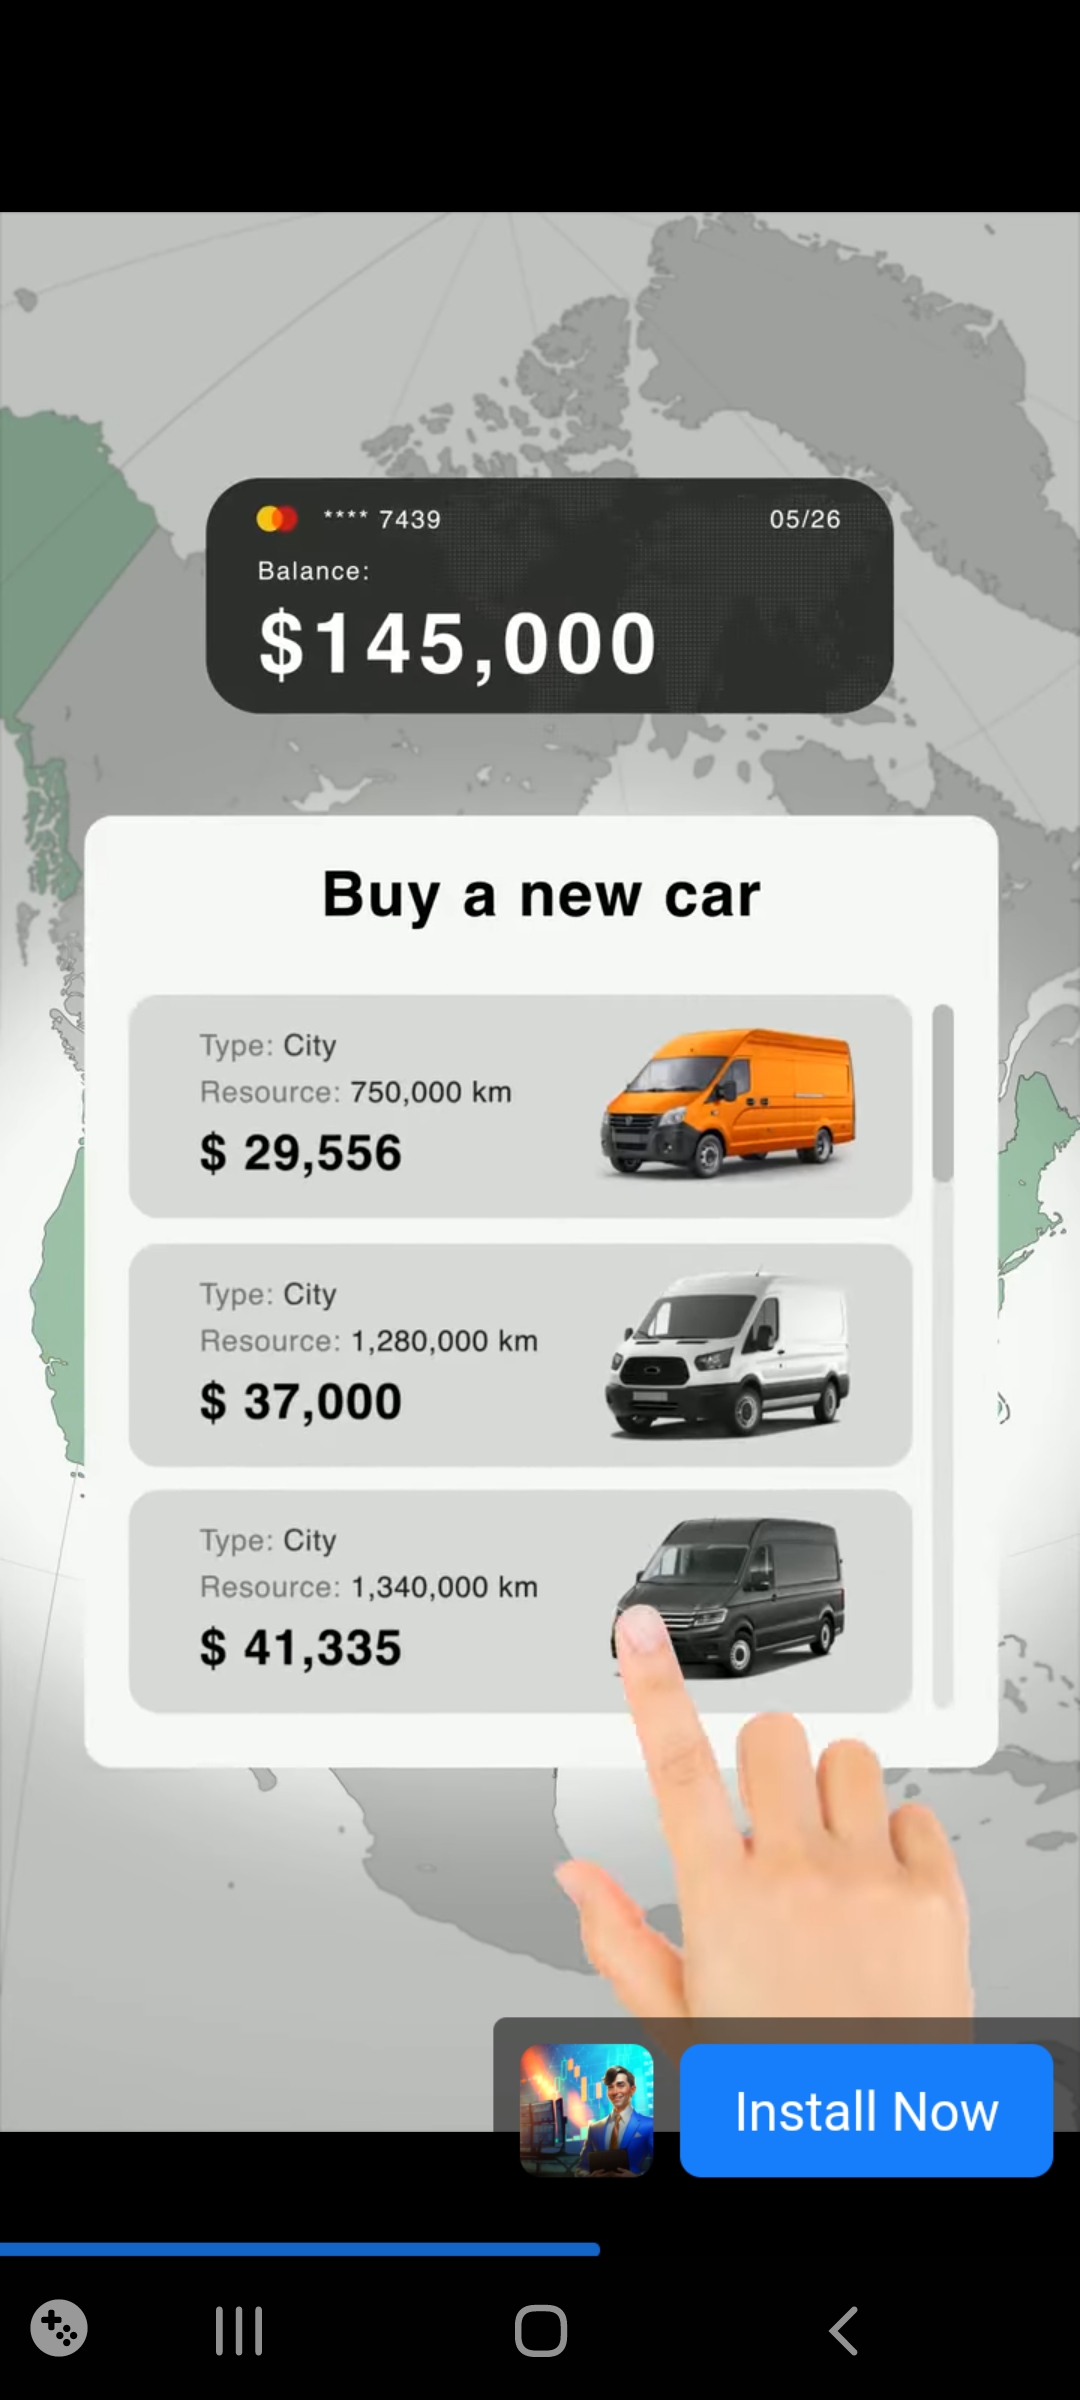 **** 7439
05/26
Balance:
$145,000
Buy a new car
Type: City
Resource: 750,000 km
$ 29,556
Type: City
Resource: 1,280,000 km
$ 37,000
Type: City
Resource: 1,340,000 km
$ 41,335
Install Now